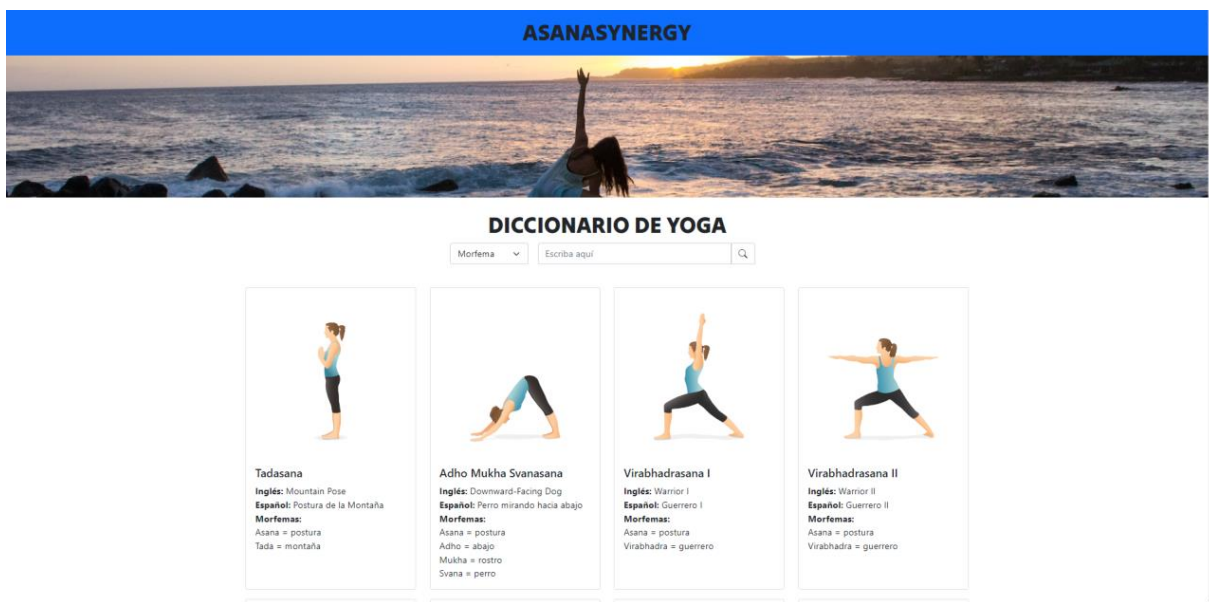 ASANASYNERGY
DICCIONARIO DE YOGA
Morfema
Escriba aquí
Tadasana
Inglés: Mountain Pose
Español: Postura de la Montaña
Morfemas:
Asana = postura
Tada = montaña
Adho Mukha Svanasana
Inglés: Downward-Facing Dog
Español: Perro mirando hacia abajo
Morfemas:
Asana = postura
Adho = abajo
Mukha = rostro
Svana = perro
Virabhadrasana I
Inglés: Warrior I
Español: Guerrero I
Morfemas:
Asana = postura
Virabhadra = guerrero
Virabhadrasana II
Inglés: Warrior II
Español: Guerrero II
Morfemas:
Asana = postura
Virabhadra = guerrero